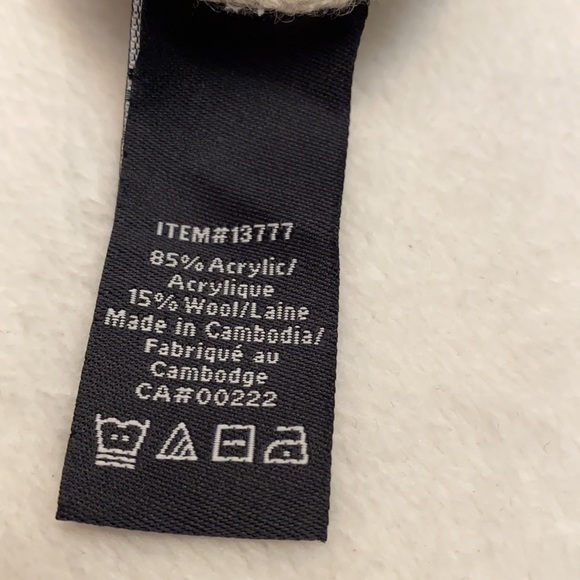 ITEM#13777
85% Acrylic/
Acrylique
15% Wool/Laine
Made in Cambodia/
Fabriqué au
Cambodge
CA#00222